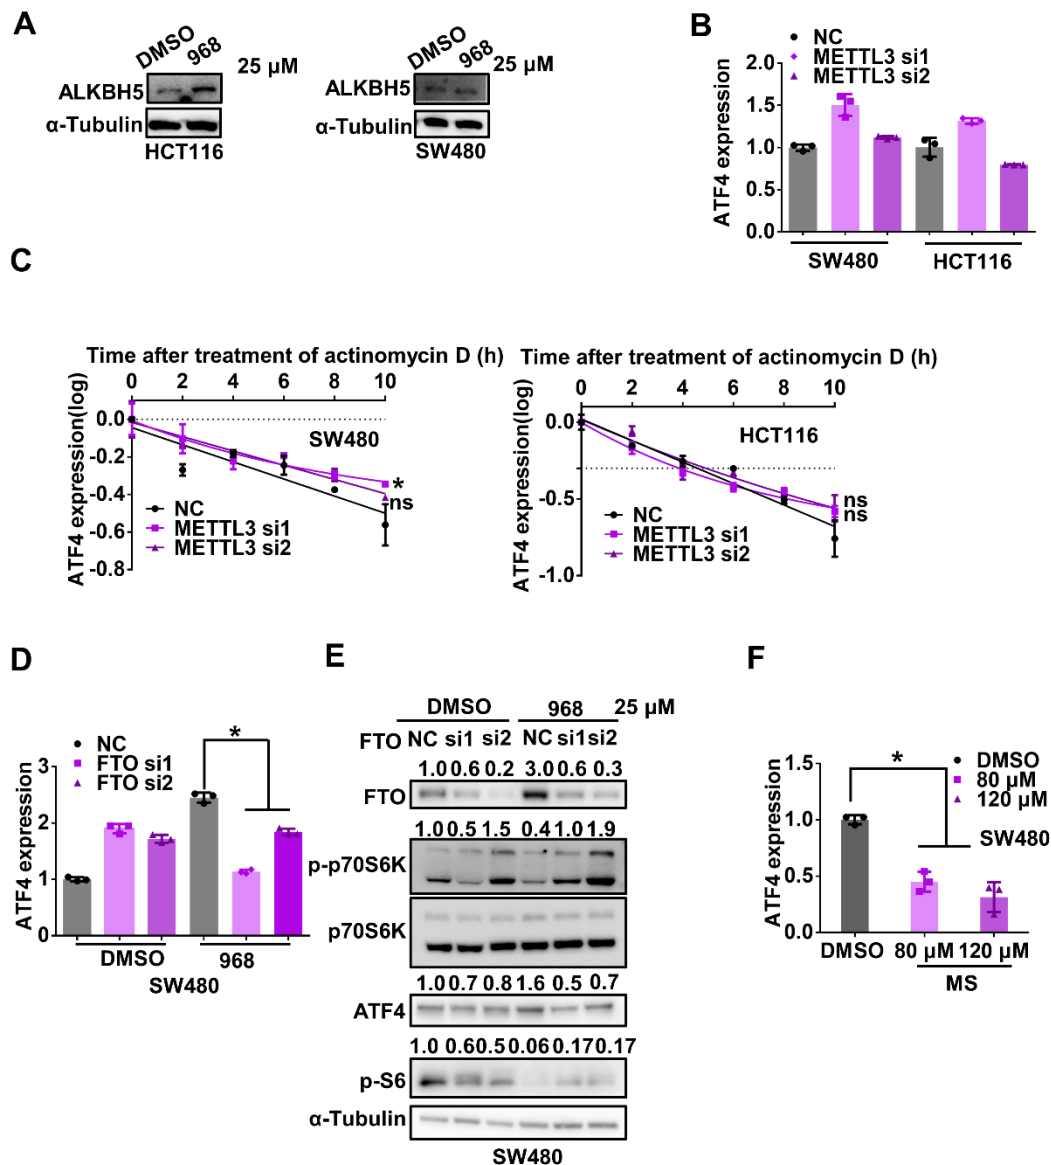 A
DMSO 968
25 μM
ALKBH5
α-Tubulin
HCT116
DMSO 968
25 μM
ALKBH5
α-Tubulin
SW480
B
NC
METTL3 si1
METTL3 si2
ATF4 expression
2.0
1.5
1.0
0.5
0.0
SW480 HCT116
C
Time after treatment of actinomycin D (h)
0 2 4 6 8 10
ATF4 expression(log)
0.0
-0.2
-0.4
-0.6
-0.8
SW480
*
ns
NC
METTL3 si1
METTL3 si2
Time after treatment of actinomycin D (h)
0 2 4 6 8 10
ATF4 expression(log)
0.0
-0.5
-1.0
HCT116
ns
ns
NC
METTL3 si1
METTL3 si2
D
NC
FTO si1
FTO si2
*
ATF4 expression
3
2
1
0
DMSO 968
SW480
E
DMSO 968 25 μM
FTO NC si1 si2 NC si1 si2
1.0 0.6 0.2 3.0 0.6 0.3
FTO
1.0 0.5 1.5 0.4 1.0 1.9
p-p70S6K
p70S6K
1.0 0.7 0.8 1.6 0.5 0.7
ATF4
1.0 0.60.5 0.06 0.17 0.17
p-S6
α-Tubulin
SW480
F
DMSO
80 μM
120 μM
SW480
*
ATF4 expression
1.5
1.0
0.5
0.0
DMSO 80 μM 120 μM
MS